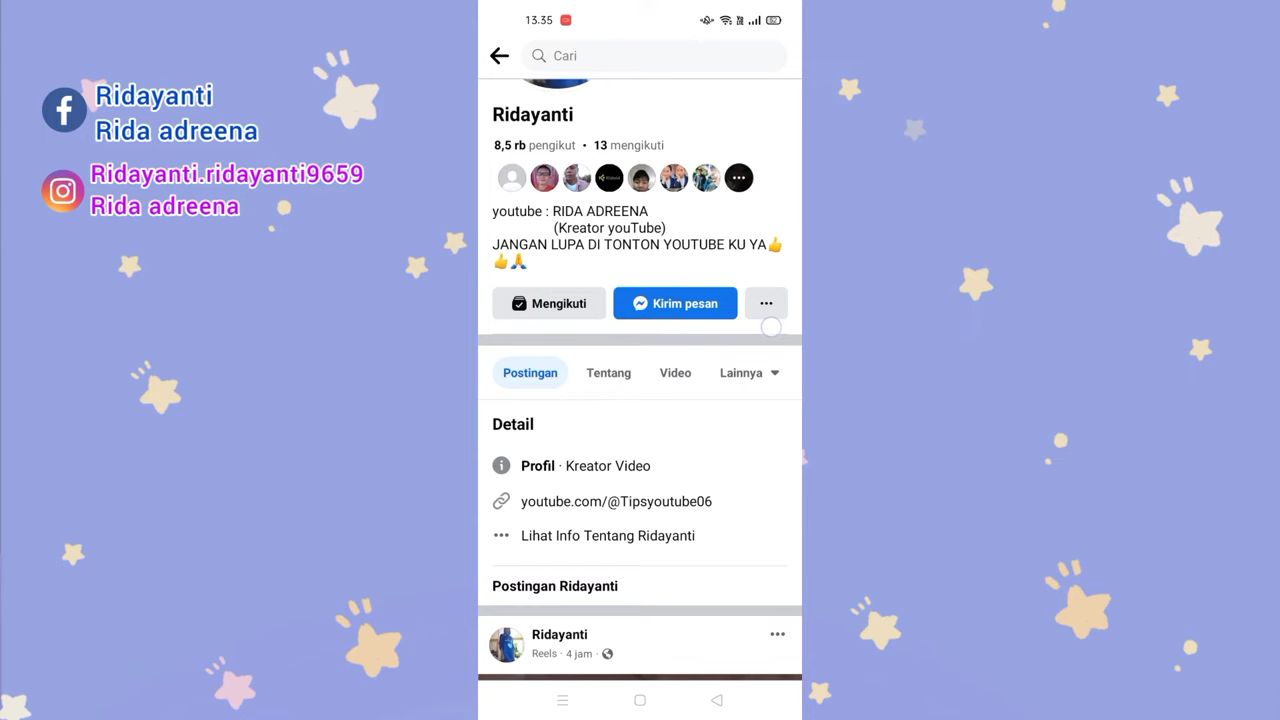 Ridayanti
Rida adreena
Ridayanti.ridayanti9659
Rida adreena
13.35
Cari
Ridayanti
8,5 rb pengikut • 13 mengikuti
youtube : RIDA ADREENA
(Kreator youTube)
JANGAN LUPA DI TONTON YOUTUBE KU YA👍
👍🙏
Mengikuti
Kirim pesan
Postingan
Tentang
Video
Lainnya
Detail
Profil · Kreator Video
youtube.com/@Tipsyoutube06
Lihat Info Tentang Ridayanti
Postingan Ridayanti
Ridayanti
Reels · 4 jam ·